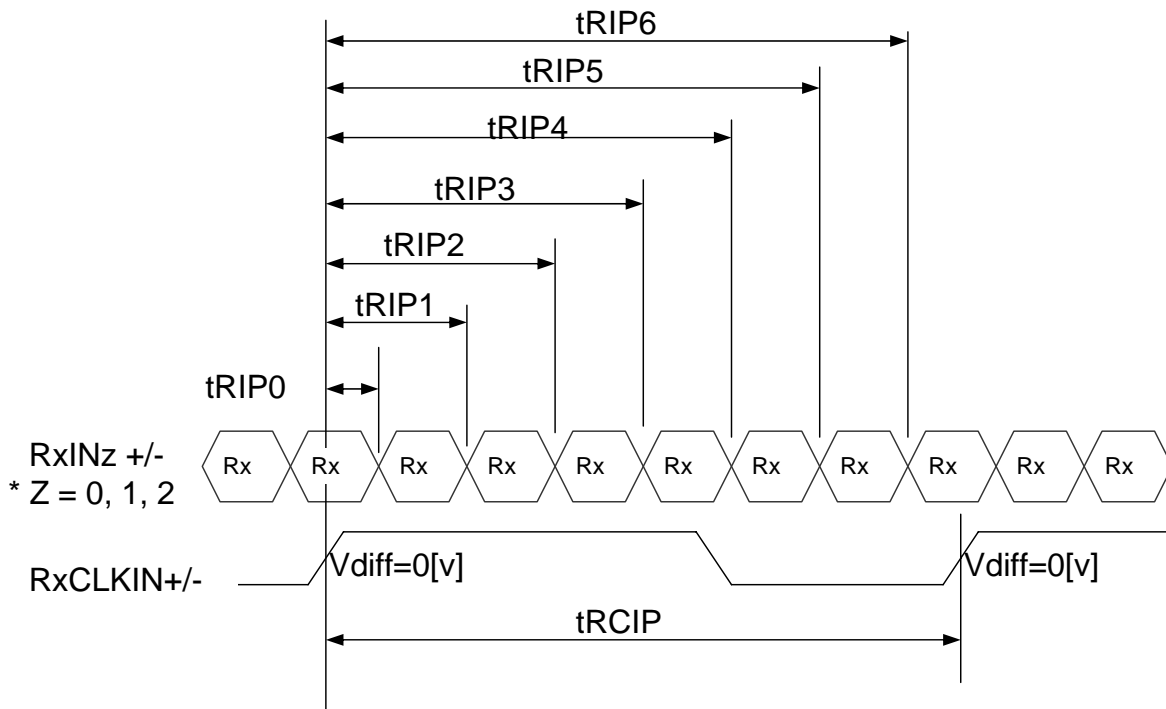 tRIP6
tRIP5
tRIP4
tRIP3
tRIP2
tRIP1
tRIP0
RxINz +/-
* Z = 0, 1, 2
Rx Rx Rx Rx Rx Rx Rx Rx Rx Rx Rx
RxCLKIN+/-
Vdiff=0[v] Vdiff=0[v]
tRCIP